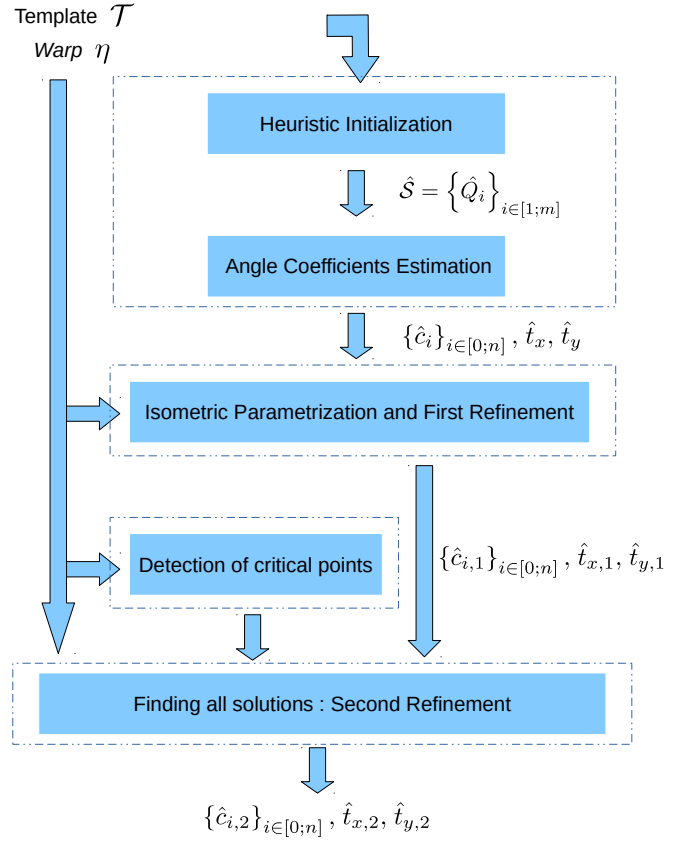 Template 𝒯
Warp η
Heuristic Initialization
𝒮̂ = {Q̂ᵢ}ᵢ∈[1;m]
Angle Coefficients Estimation
{ĉᵢ}ᵢ∈[0;n] , t̂ₓ, t̂ᵧ
Isometric Parametrization and First Refinement
Detection of critical points
{ĉᵢ,₁}ᵢ∈[0;n] , t̂ₓ,₁, t̂ᵧ,₁
Finding all solutions : Second Refinement
{ĉᵢ,₂}ᵢ∈[0;n] , t̂ₓ,₂, t̂ᵧ,₂